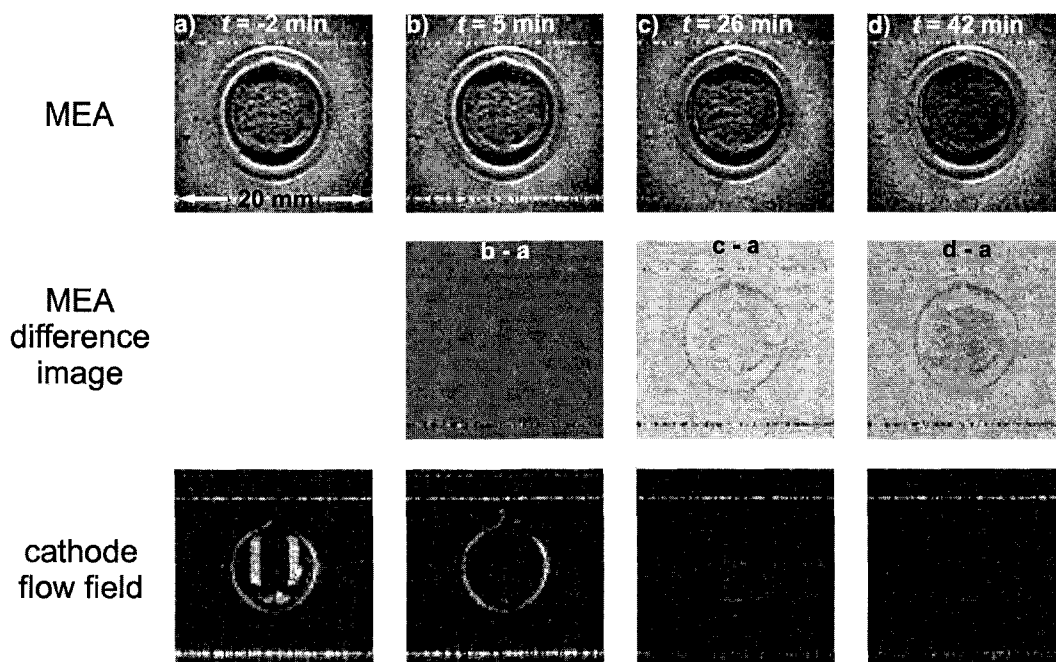 a) t = -2 min
b) t = 5 min
c) t = 26 min
d) t = 42 min
MEA
20 mm
MEA
difference
image
b - a
c - a
d - a
cathode
flow field